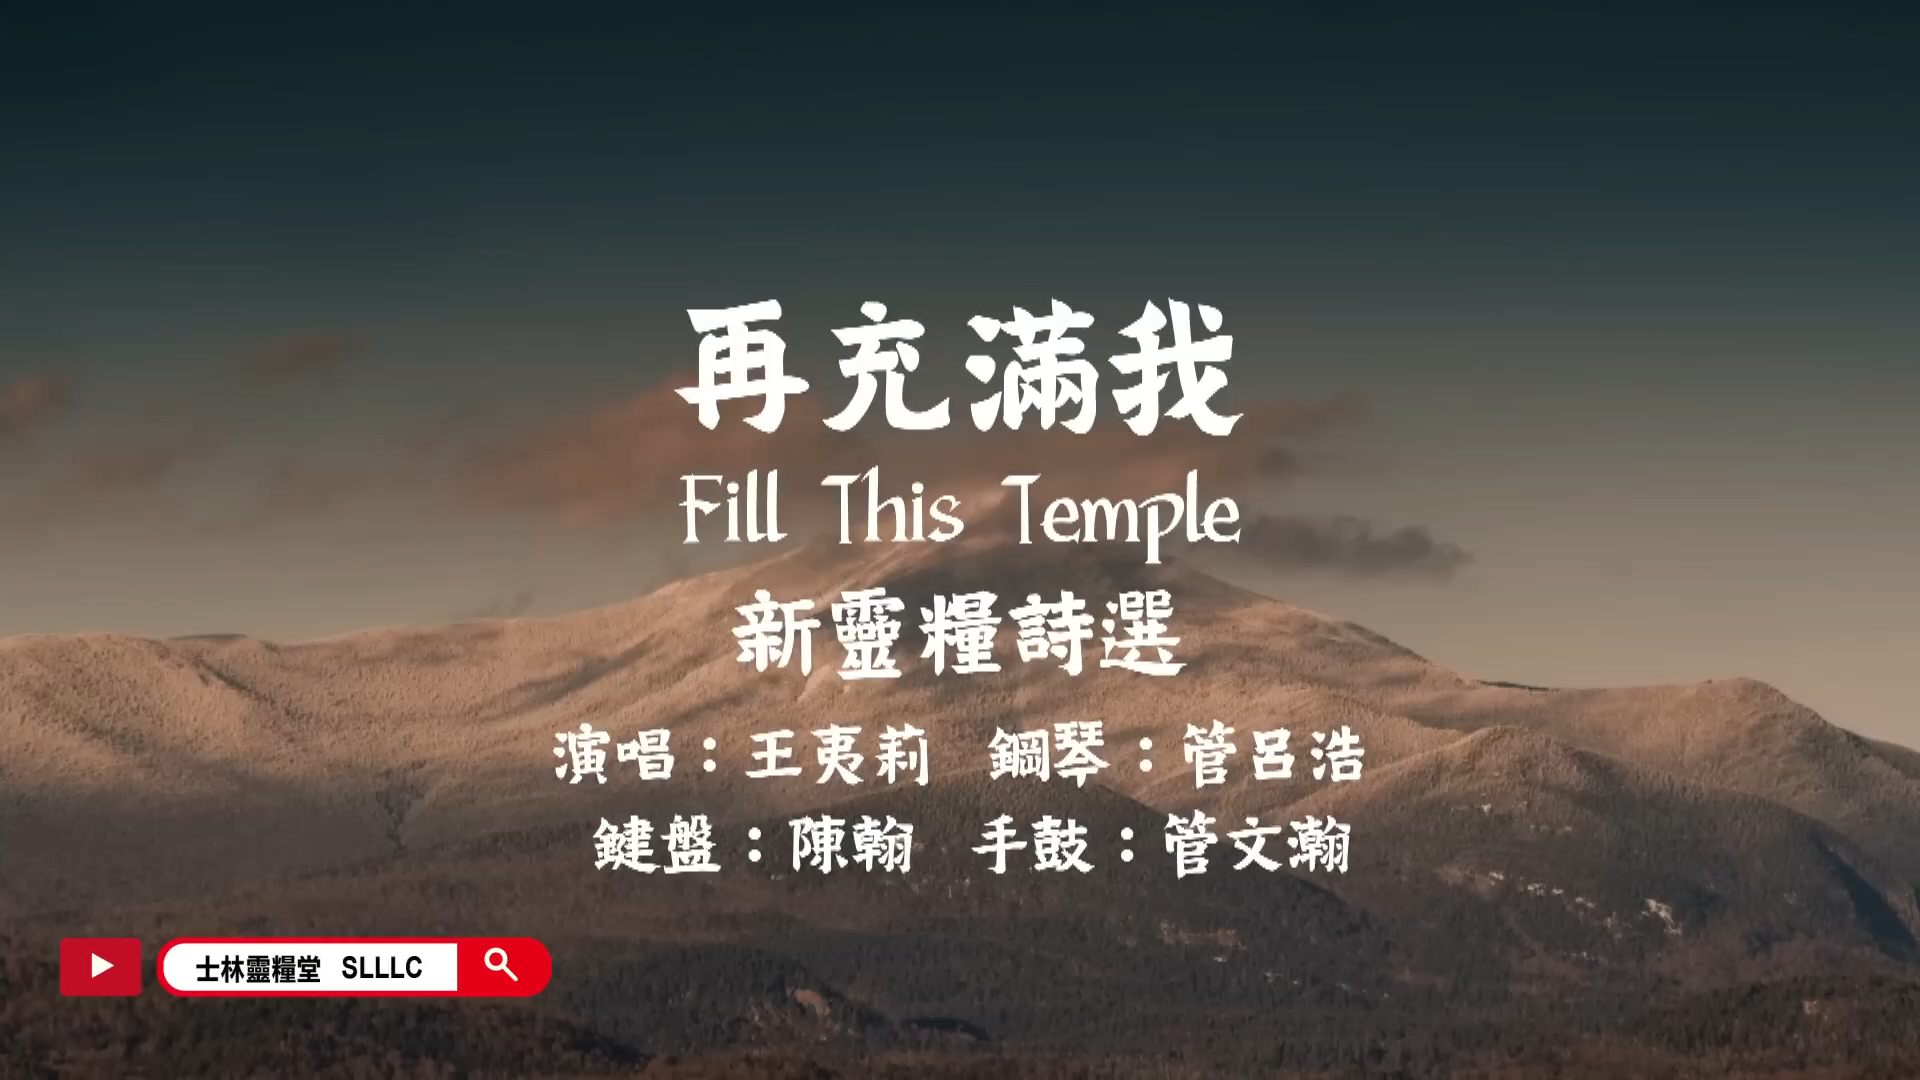 再充滿我
Fill This Temple
新靈糧詩選
演唱：王夷莉　鋼琴：管呂浩
鍵盤：陳翰　手鼓：管文瀚
士林靈糧堂 SLLLC